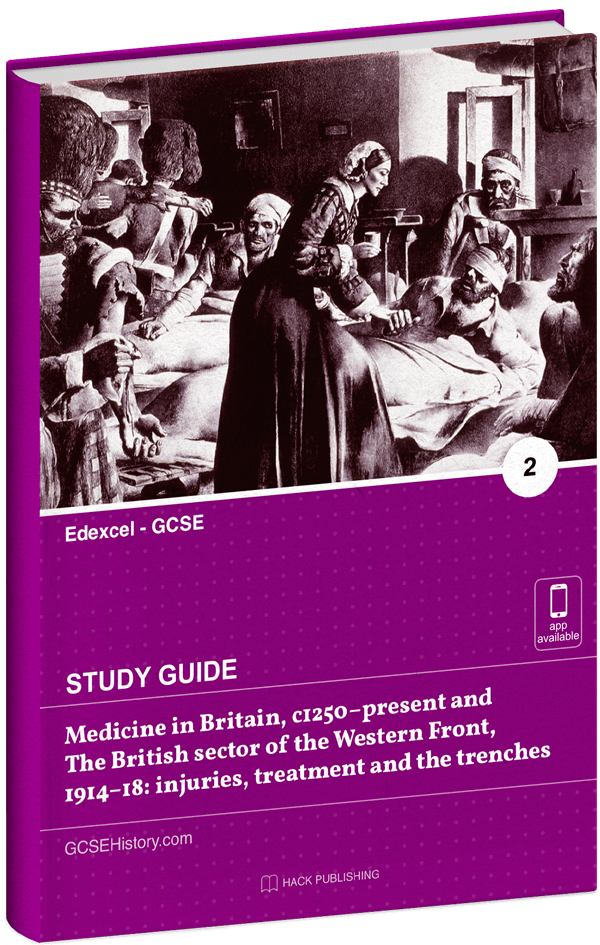 2
Edexcel - GCSE
app
available
STUDY GUIDE
Medicine in Britain, c1250–present and
The British sector of the Western Front,
1914–18: injuries, treatment and the trenches
GCSEHistory.com
HACK PUBLISHING